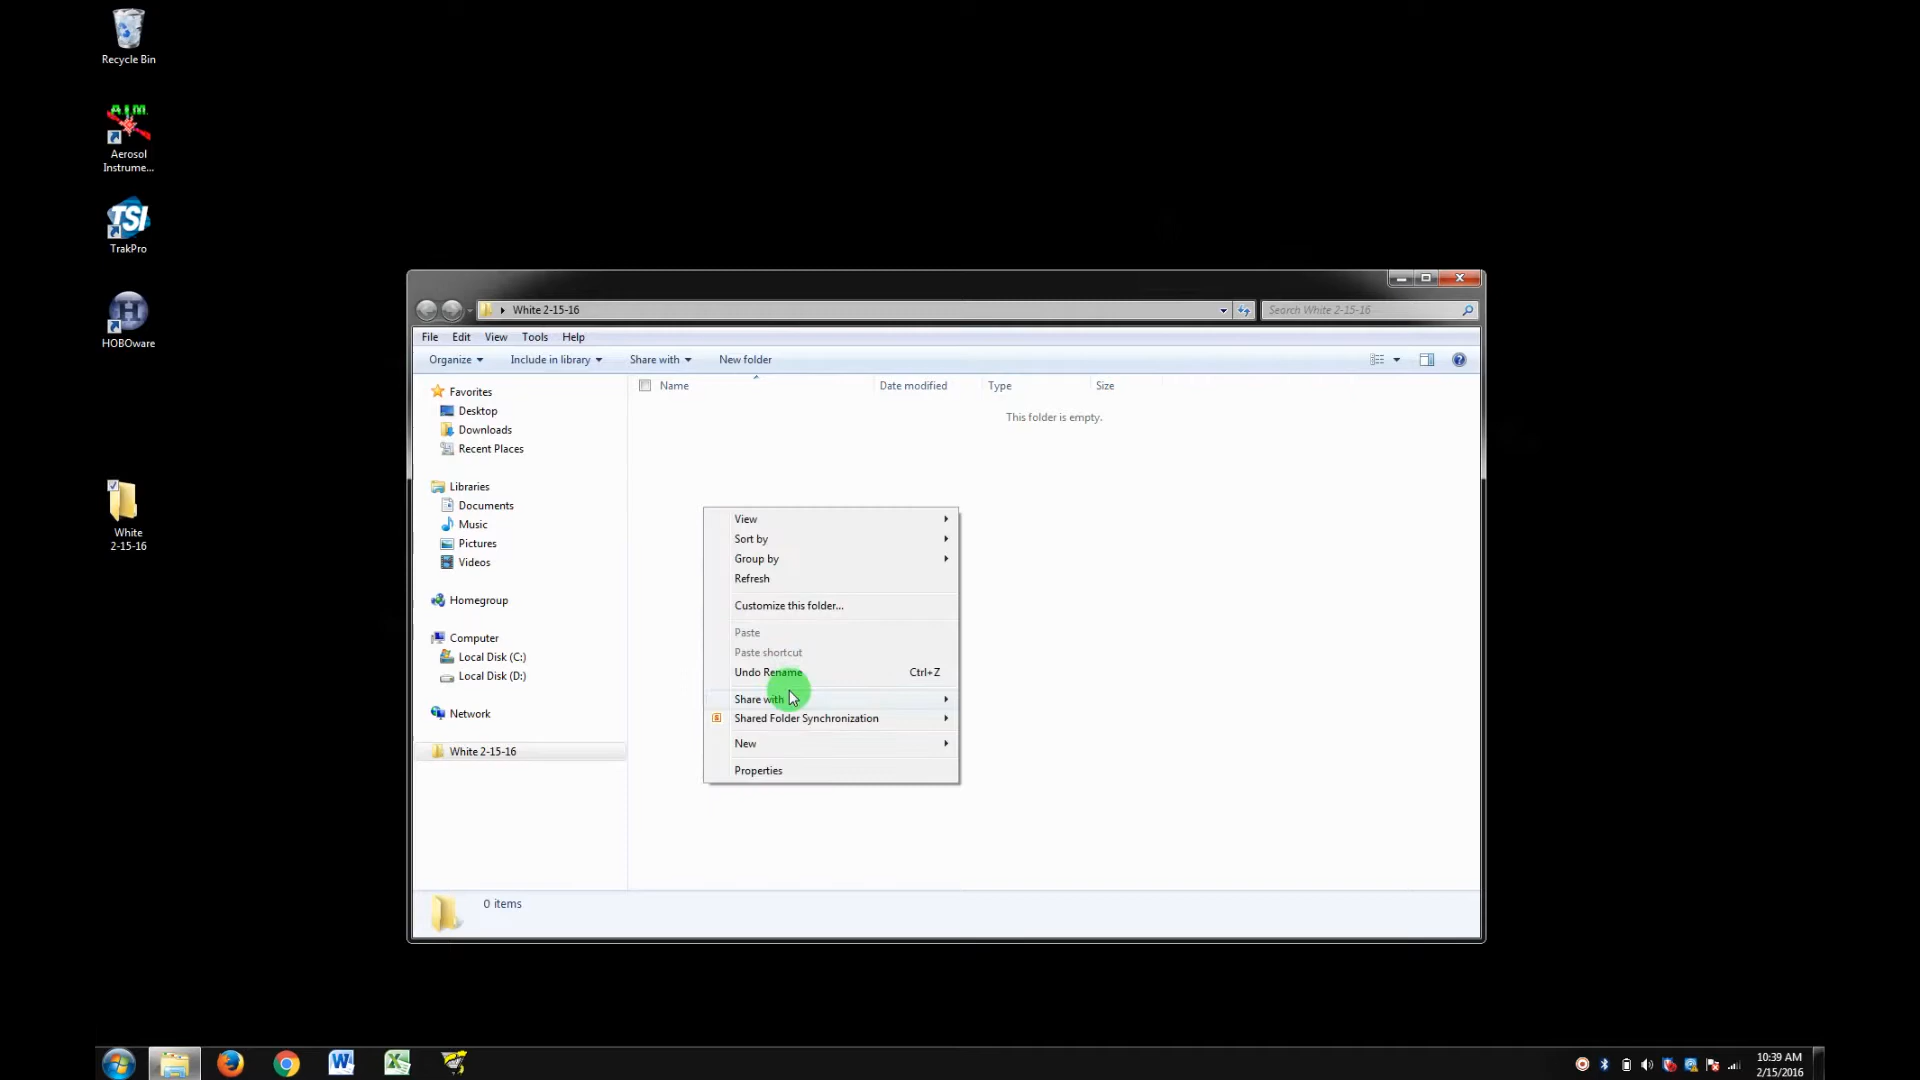 Recycle Bin
A.I.M.
Aerosol
Instrume...
TSI
TrakPro
H
HOBOware
White
2-15-16
White 2-15-16
Search White 2-15-16
File Edit View Tools Help
Organize Include in library Share with New folder
Name Date modified Type Size
This folder is empty.
Favorites
Desktop
Downloads
Recent Places
Libraries
Documents
Music
Pictures
Videos
Homegroup
Computer
Local Disk (C:)
Local Disk (D:)
Network
White 2-15-16
View
Sort by
Group by
Refresh
Customize this folder...
Paste
Paste shortcut
Undo Rename Ctrl+Z
Share with
Shared Folder Synchronization
New
Properties
0 items
10:39 AM
2/15/2016